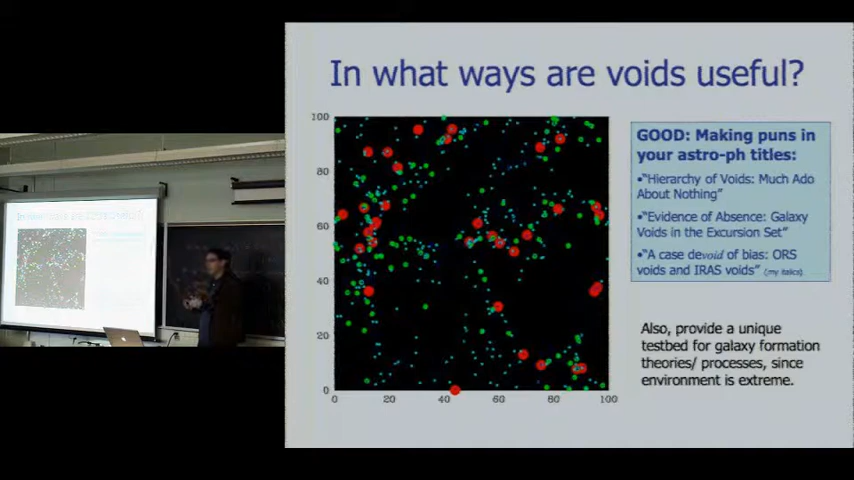 In what ways are voids useful?
100
80
60
40
20
0
0 20 40 60 80 100
GOOD: Making puns in
your astro-ph titles:
•"Hierarchy of Voids: Much Ado
About Nothing"
•"Evidence of Absence: Galaxy
Voids in the Excursion Set"
•"A case devoid of bias: ORS
voids and IRAS voids" (my italics)
Also, provide a unique
testbed for galaxy formation
theories/ processes, since
environment is extreme.